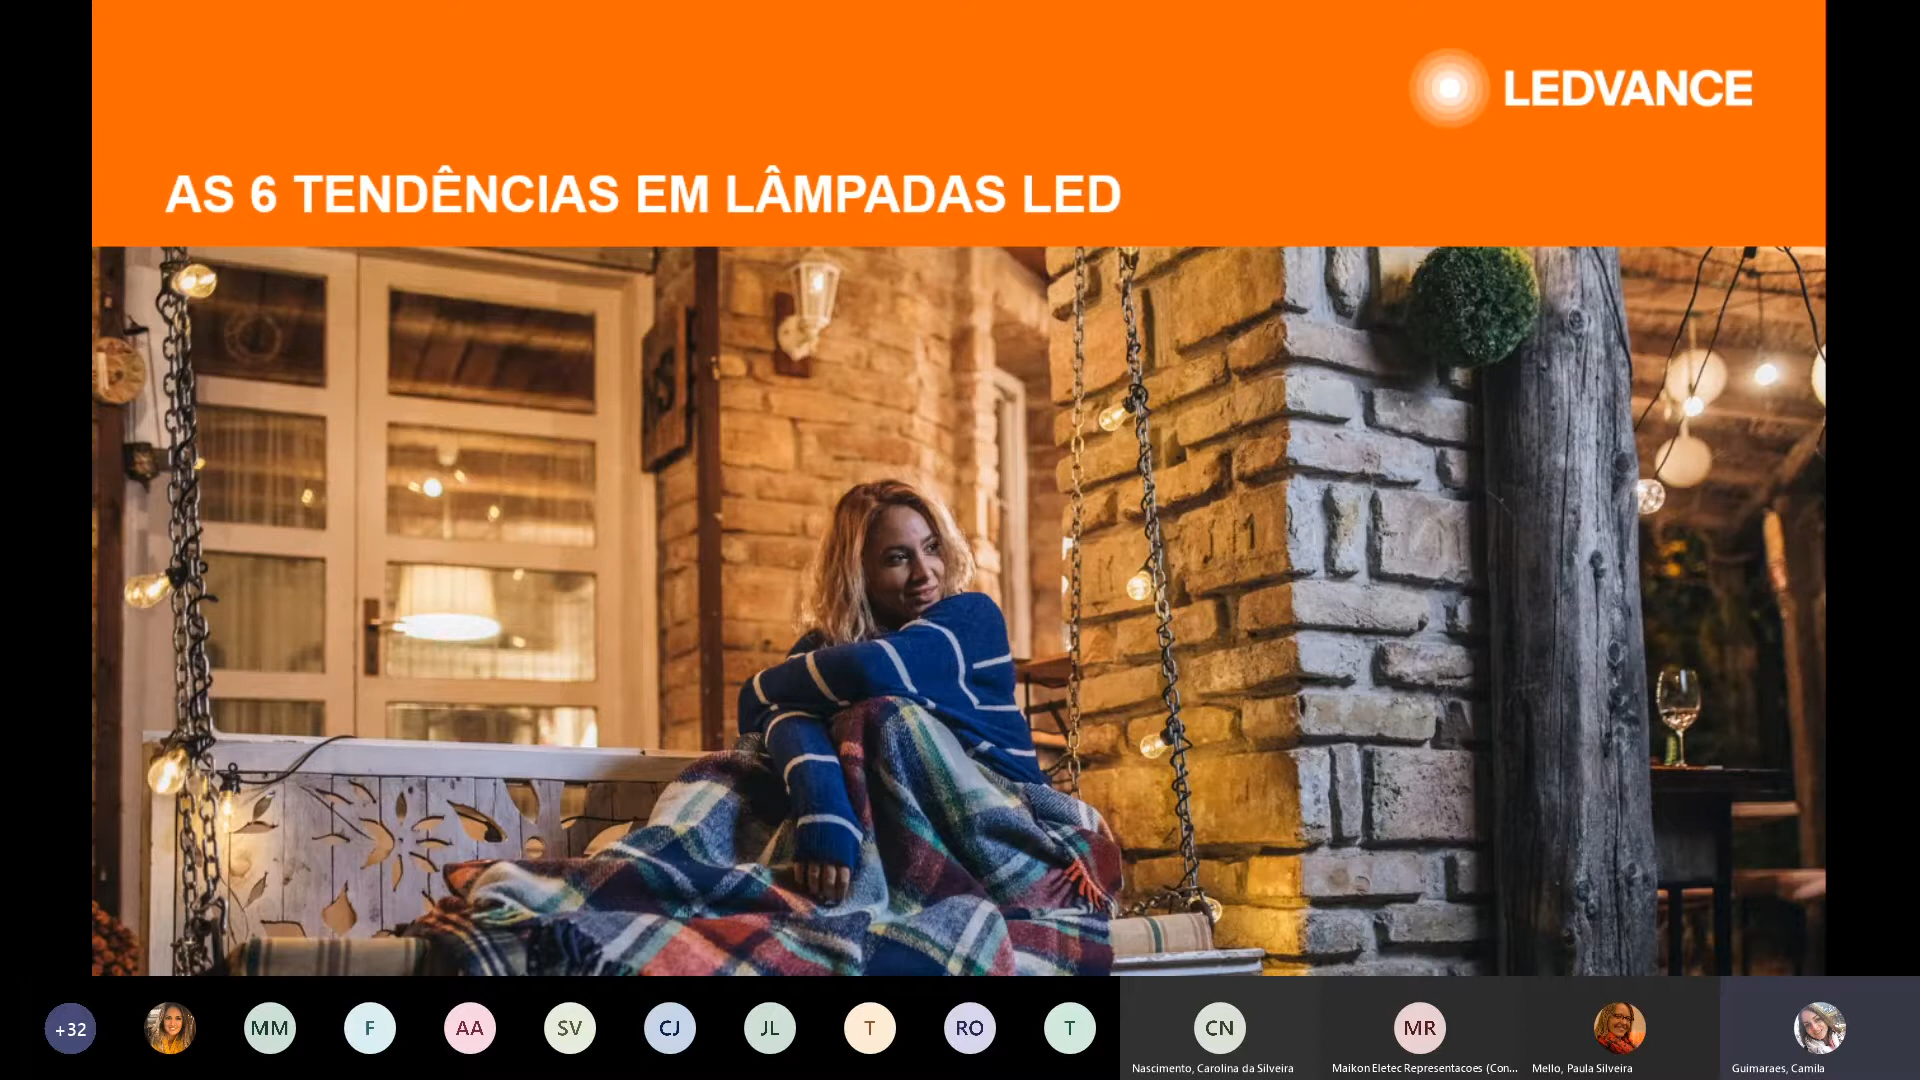 LEDVANCE
AS 6 TENDÊNCIAS EM LÂMPADAS LED
+32
MM
F
AA
SV
CJ
JL
T
RO
T
CN
MR
Nascimento, Carolina da Silveira
Maikon Eletec Representacoes (Con...
Mello, Paula Silveira
Guimaraes, Camila